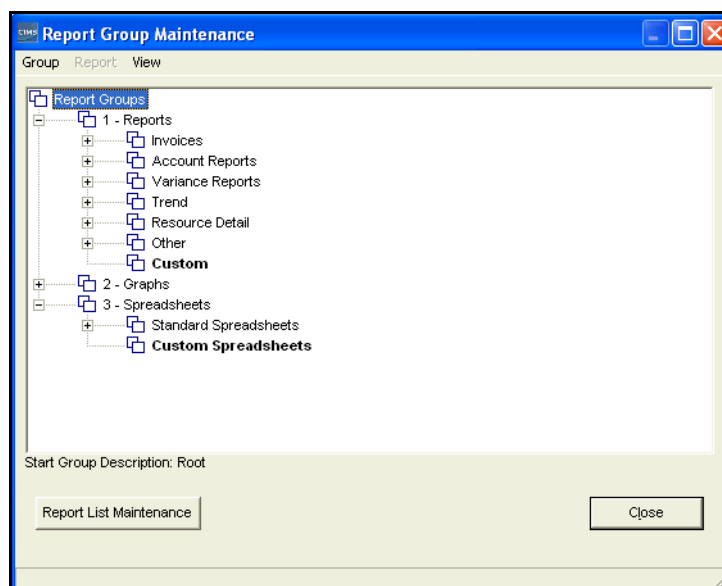 CIMS Report Group Maintenance
Group Report View
Report Groups
1 - Reports
Invoices
Account Reports
Variance Reports
Trend
Resource Detail
Other
Custom
2 - Graphs
3 - Spreadsheets
Standard Spreadsheets
Custom Spreadsheets
Start Group Description: Root
Report List Maintenance Close